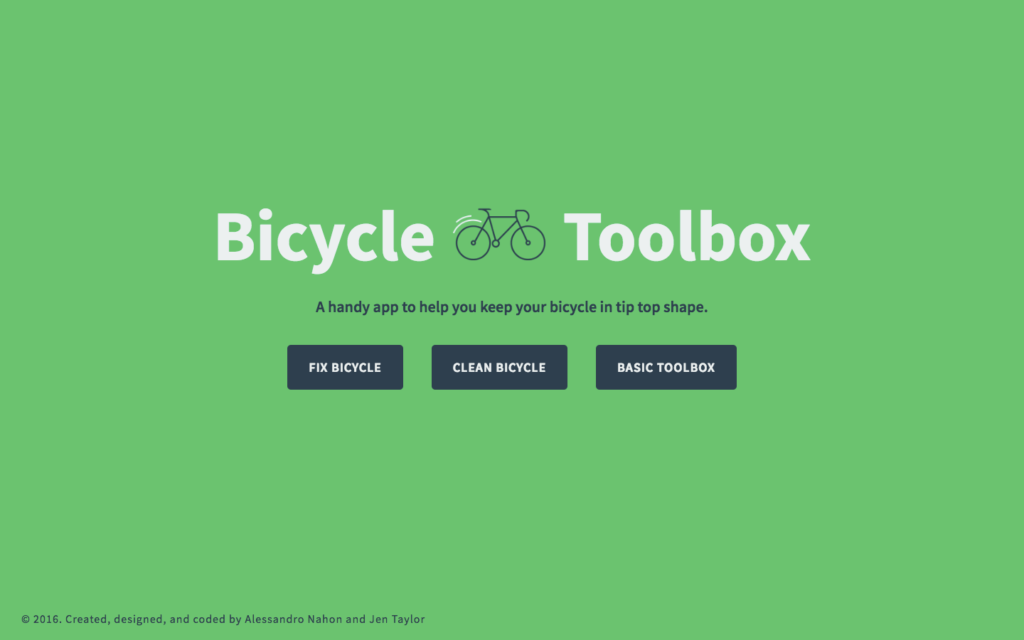 Bicycle Toolbox
A handy app to help you keep your bicycle in tip top shape.
FIX BICYCLE
CLEAN BICYCLE
BASIC TOOLBOX
© 2016. Created, designed, and coded by Alessandro Nahon and Jen Taylor